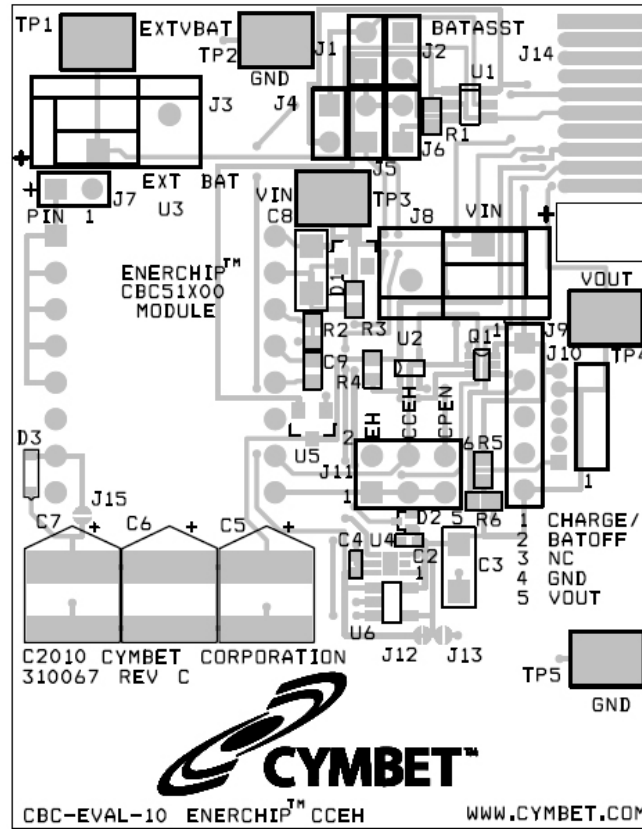 TP1
EXTVBAT
TP2
GND
J1
J2
BATASST
J14
U1
J3
J4
R1
J5
J6
+
EXT BAT
+
J7
PIN 1
U3
VIN
C8
TP3
J8
VIN
+
ENERCHIP™
CBC51X00
MODULE
D1
VOUT
R2
R3
U2
Q1
1
J9
J10
TP4
C9
R4
EH
CCEH
CPEN
D3
U5
2
6
R5
J11
1
1
J15
D2
5
R6
C7
+
C6
+
C5
+
C4
U4
C2
1
C3
U6
1 CHARGE/
2 BATOFF
3 NC
4 GND
5 VOUT
J12
J13
C2010 CYMBET CORPORATION
310067 REV C
TP5
GND
CYMBET™
CBC-EVAL-10 ENERCHIP™ CCEH
WWW.CYMBET.COM